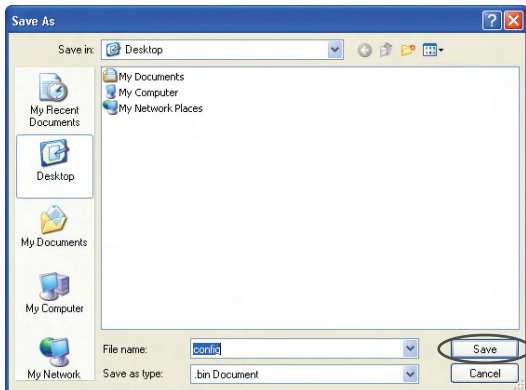 Save As
Save in: Desktop
My Recent
Documents
Desktop
My Documents
My Computer
My Network
My Documents
My Computer
My Network Places
File name: config Save
Save as type: .bin Document Cancel